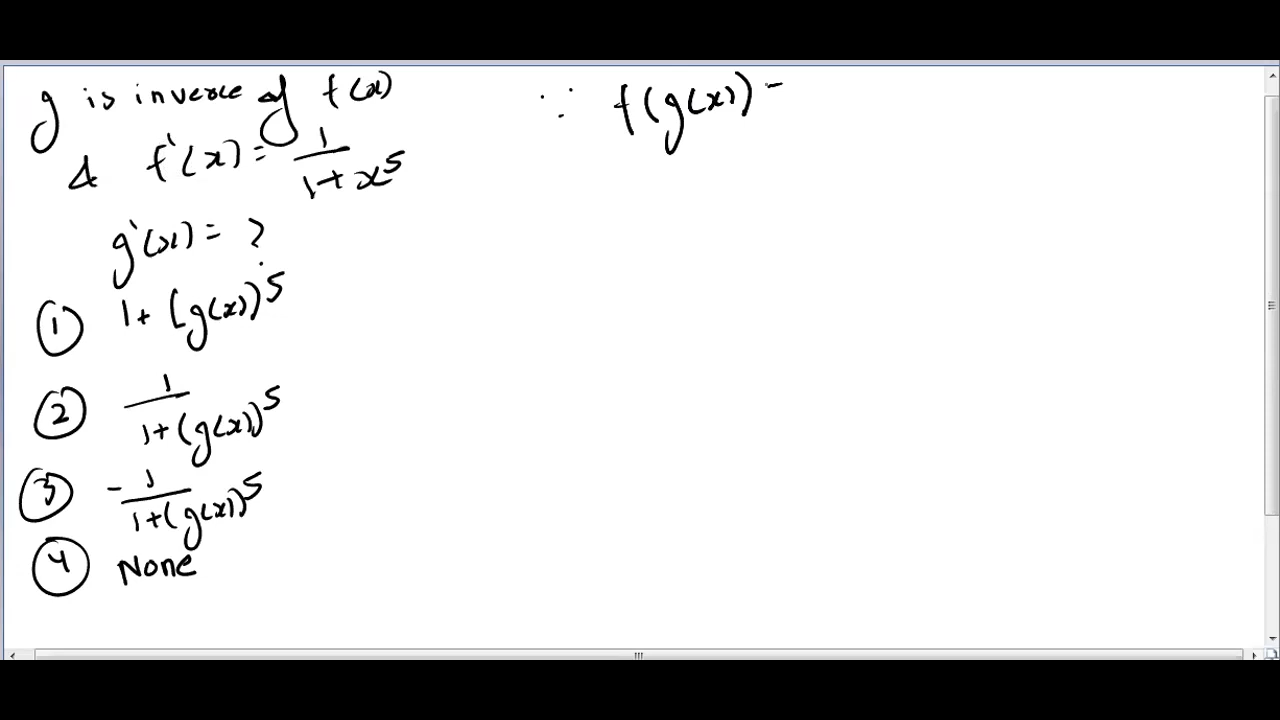 g is inverse of f(x)
& f'(x) = 1/(1+x^5)
g'(x) = ?
① 1+(g(x))^5
② 1/(1+(g(x))^5)
③ -1/(1+(g(x))^5)
④ None
∵ f(g(x)) =